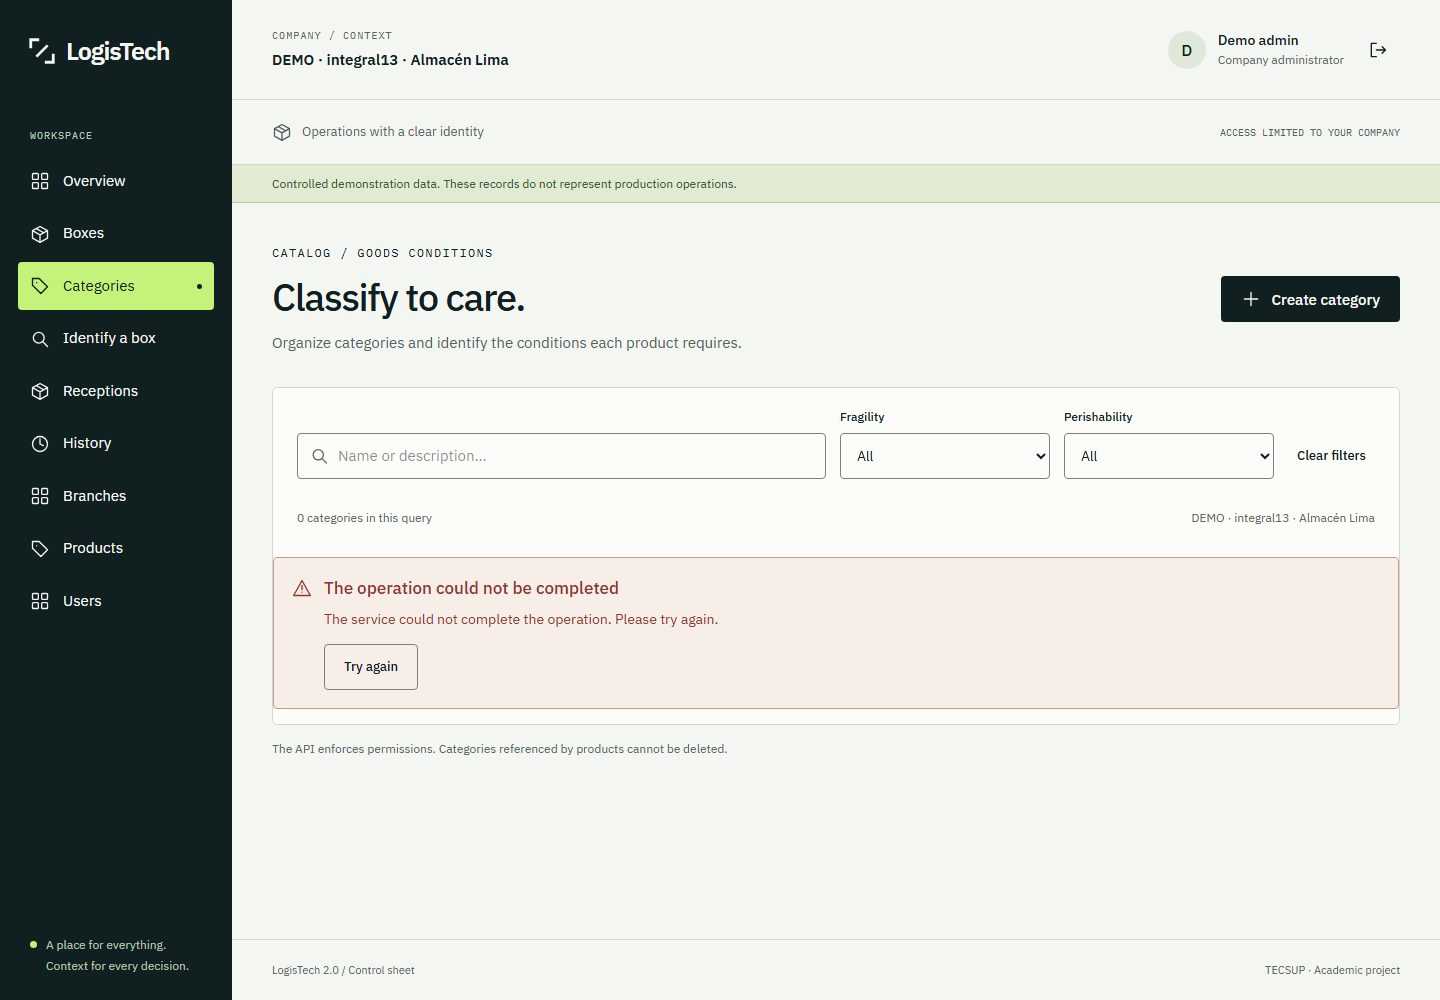 LogisTech
WORKSPACE
Overview
Boxes
Categories
Identify a box
Receptions
History
Branches
Products
Users
A place for everything.
Context for every decision.
COMPANY / CONTEXT
DEMO · integral13 · Almacén Lima
D
Demo admin
Company administrator
Operations with a clear identity
ACCESS LIMITED TO YOUR COMPANY
Controlled demonstration data. These records do not represent production operations.
CATALOG / GOODS CONDITIONS
Classify to care.
Organize categories and identify the conditions each product requires.
Create category
Fragility
Perishability
Name or description...
All
All
Clear filters
0 categories in this query
DEMO · integral13 · Almacén Lima
The operation could not be completed
The service could not complete the operation. Please try again.
Try again
The API enforces permissions. Categories referenced by products cannot be deleted.
LogisTech 2.0 / Control sheet
TECSUP · Academic project